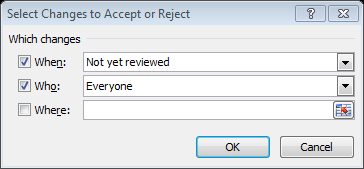 Select Changes to Accept or Reject
Which changes
When: Not yet reviewed
Who: Everyone
Where:
OK Cancel